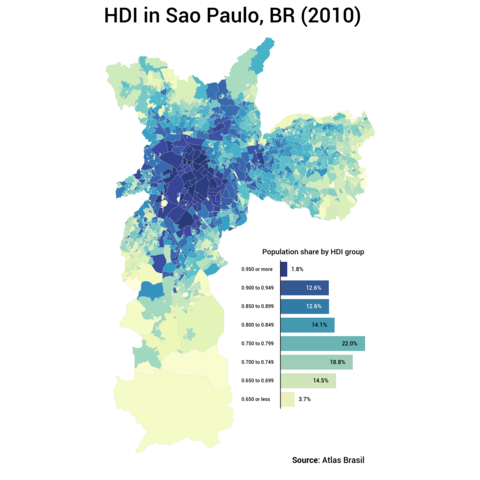 HDI in Sao Paulo, BR (2010)
Population share by HDI group
0.950 or more 1.8%
0.900 to 0.949 12.6%
0.850 to 0.899 12.6%
0.800 to 0.849 14.1%
0.750 to 0.799 22.0%
0.700 to 0.749 18.8%
0.650 to 0.699 14.5%
0.650 or less 3.7%
Source: Atlas Brasil